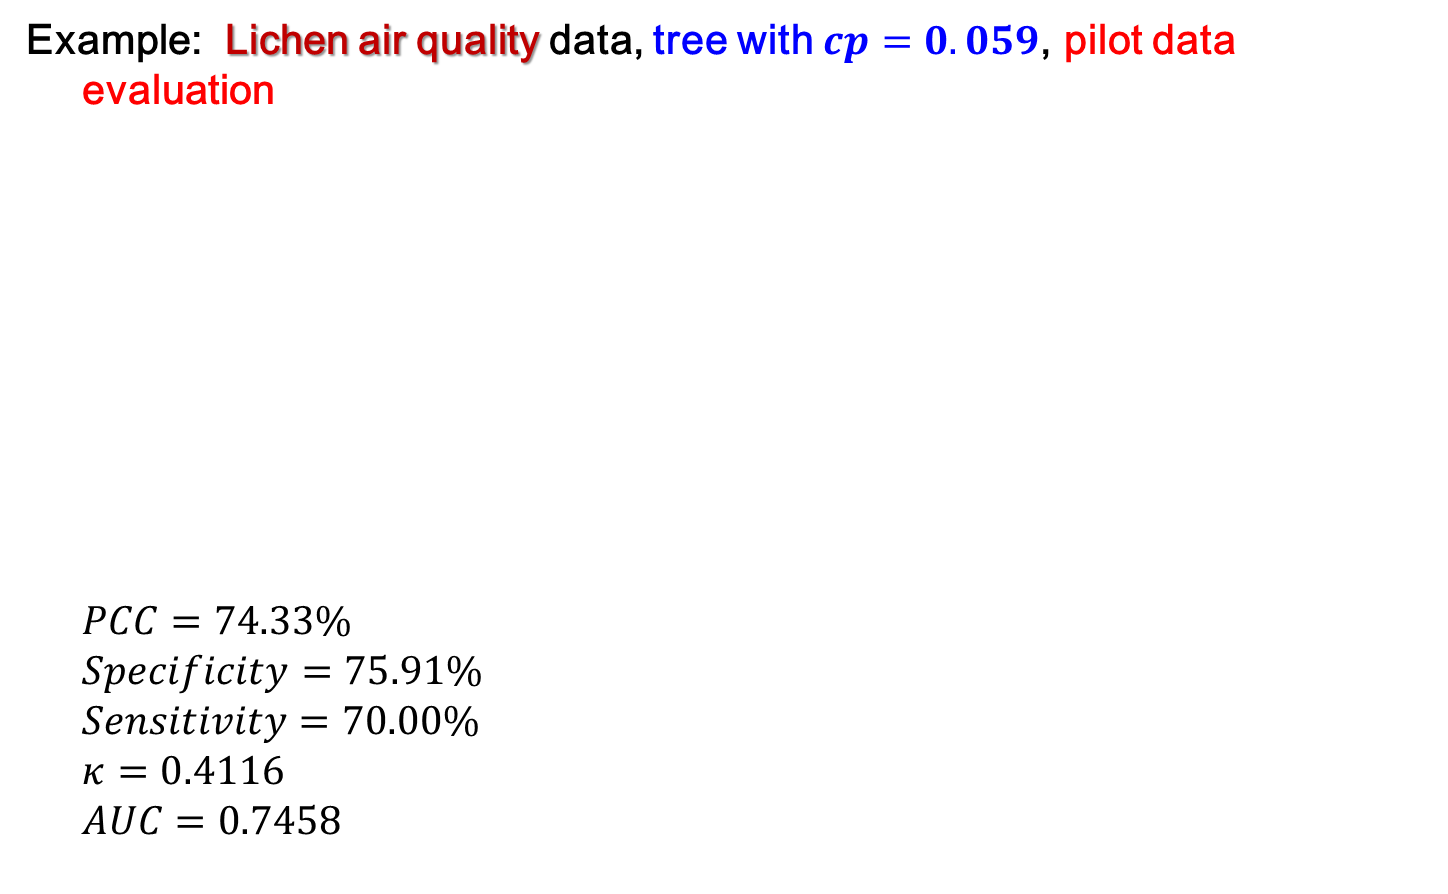 Example: Lichen air quality data, tree with 𝒄𝒑 = 𝟎.𝟎𝟓𝟗, pilot data
evaluation
𝑃𝐶𝐶 = 74.33%
𝑆𝑝𝑒𝑐𝑖𝑓𝑖𝑐𝑖𝑡𝑦 = 75.91%
𝑆𝑒𝑛𝑠𝑖𝑡𝑖𝑣𝑖𝑡𝑦 = 70.00%
𝜅 = 0.4116
𝐴𝑈𝐶 = 0.7458